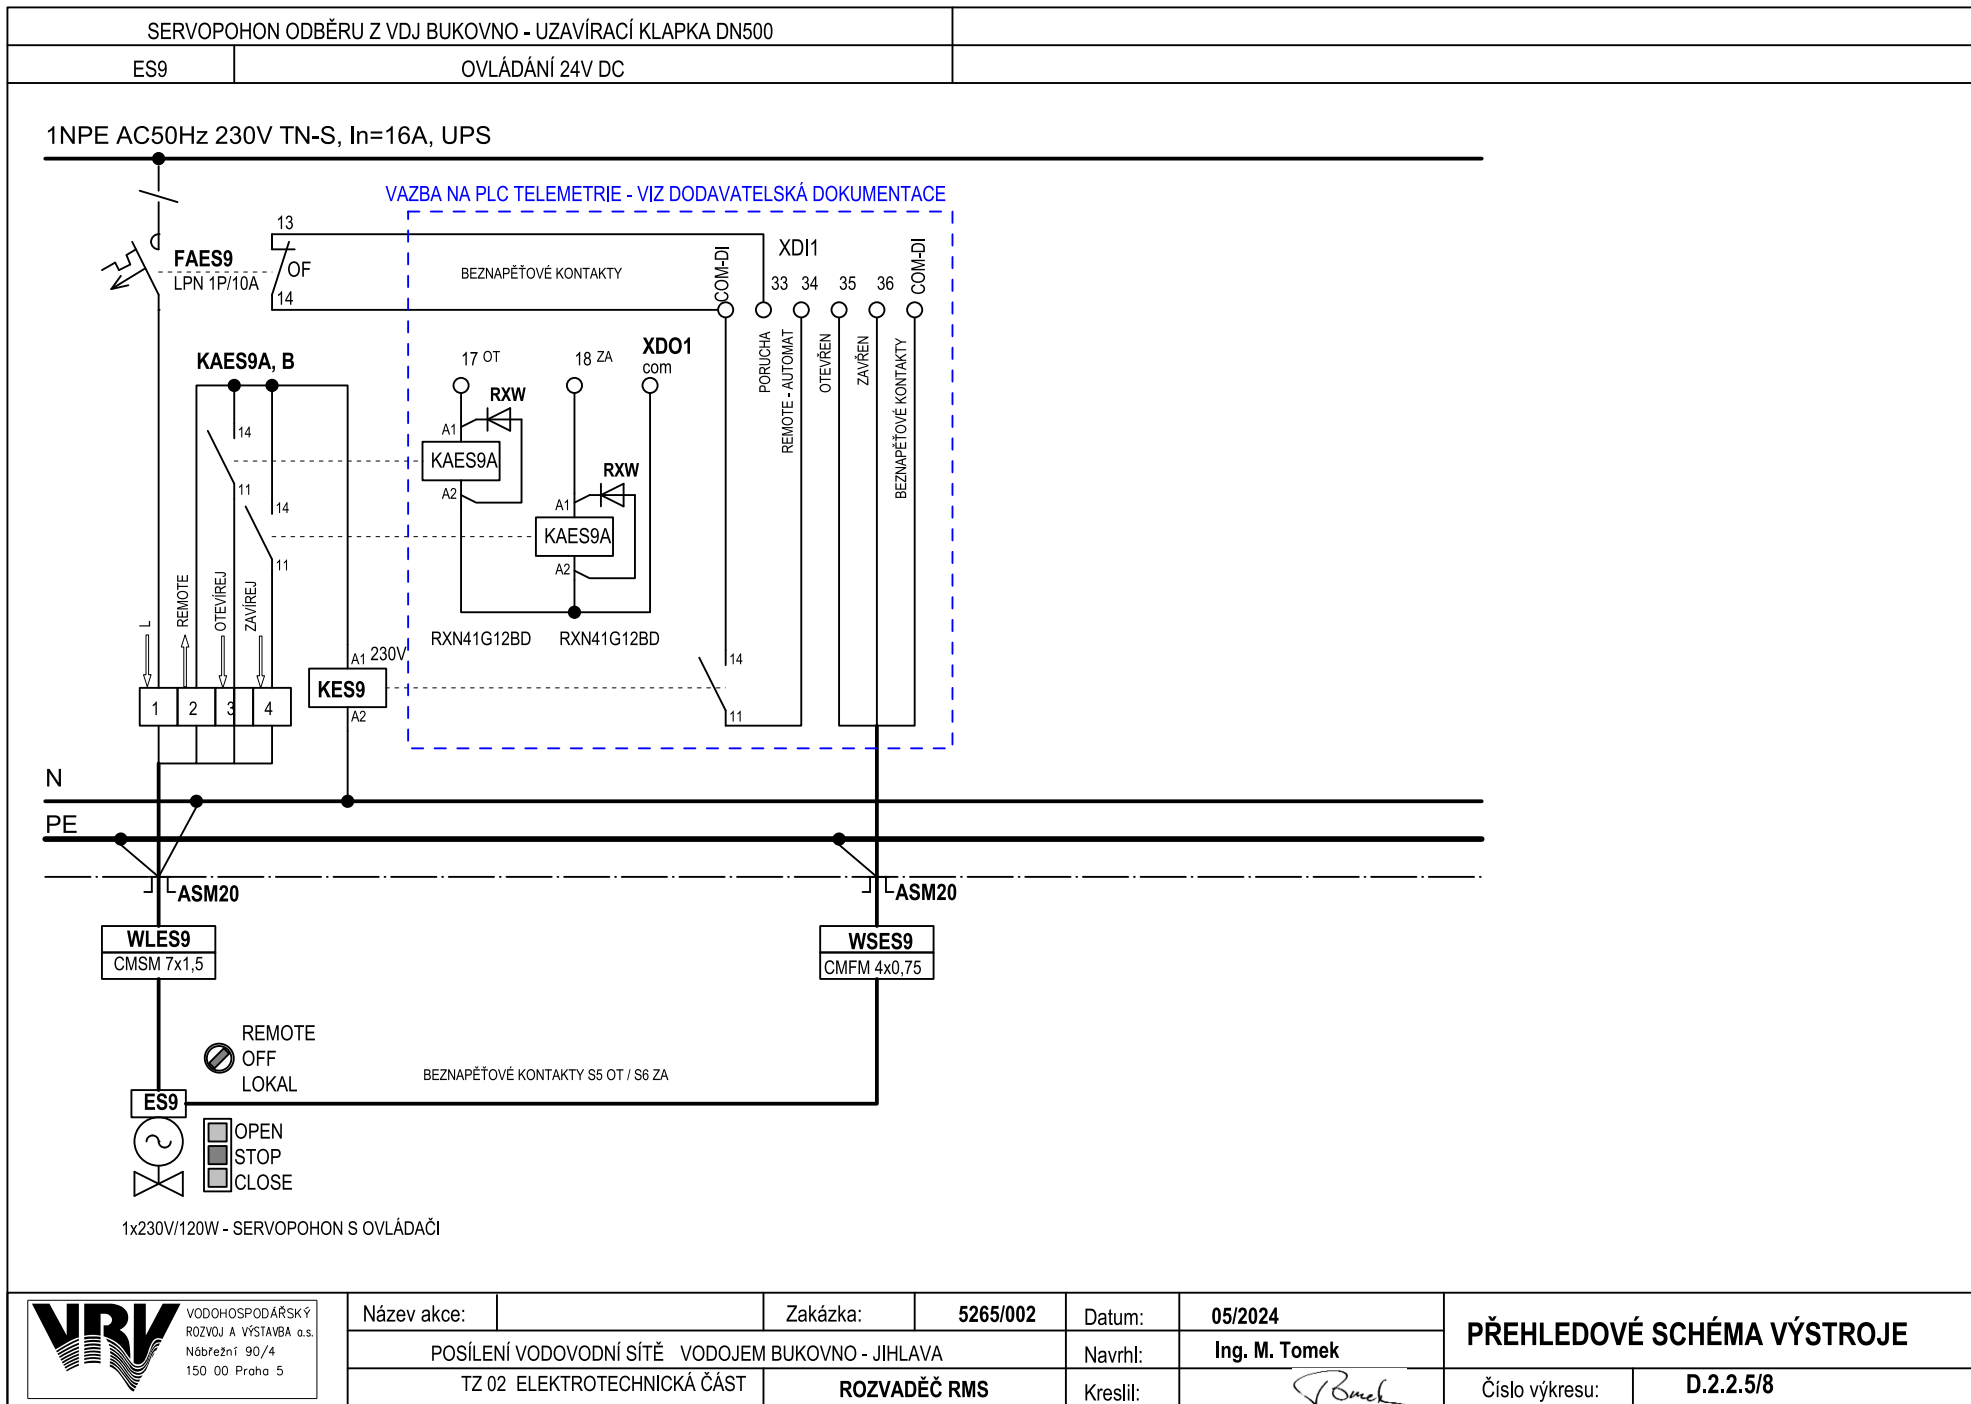 SERVOPOHON ODBĚRU Z VDJ BUKOVNO - UZAVÍRACÍ KLAPKA DN500
ES9
OVLÁDÁNÍ 24V DC
1NPE AC50Hz 230V TN-S, In=16A, UPS
VAZBA NA PLC TELEMETRIE - VIZ DODAVATELSKÁ DOKUMENTACE
13
FAES9
LPN 1P/10A
OF
14
BEZNAPĚŤOVÉ KONTAKTY
COM-DI
XDI1
33
34
35
36
COM-DI
PORUCHA
REMOTE - AUTOMAT
OTEVŘEN
ZAVŘEN
BEZNAPĚŤOVÉ KONTAKTY
KAES9A, B
17 OT
18 ZA
XDO1
com
RXW
A1
KAES9A
A2
RXW
A1
KAES9A
A2
14
11
14
11
L
REMOTE
OTEVÍREJ
ZAVÍREJ
RXN41G12BD
RXN41G12BD
A1 230V
KES9
A2
14
11
1
2
3
4
N
PE
ASM20
ASM20
WLES9
CMSM 7x1,5
WSES9
CMFM 4x0,75
REMOTE
OFF
LOKAL
BEZNAPĚŤOVÉ KONTAKTY S5 OT / S6 ZA
ES9
OPEN
STOP
CLOSE
1x230V/120W - SERVOPOHON S OVLÁDAČI
VRV
VODOHOSPODÁŘSKÝ
ROZVOJ A VÝSTAVBA a.s.
Nábřežní 90/4
150 00 Praha 5
Název akce:
Zakázka:
5265/002
Datum:
05/2024
PŘEHLEDOVÉ SCHÉMA VÝSTROJE
POSÍLENÍ VODOVODNÍ SÍTĚ VODOJEM BUKOVNO - JIHLAVA
Navrhl:
Ing. M. Tomek
TZ 02 ELEKTROTECHNICKÁ ČÁST
ROZVADĚČ RMS
Kreslil:
Tomek
Číslo výkresu:
D.2.2.5/8